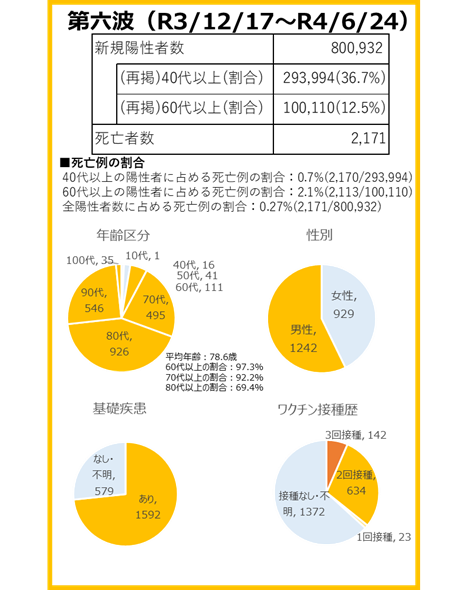 第六波（R3/12/17～R4/6/24）
新規陽性者数 800,932
(再掲)40代以上(割合) 293,994(36.7%)
(再掲)60代以上(割合) 100,110(12.5%)
死亡者数 2,171
■死亡例の割合
40代以上の陽性者に占める死亡例の割合：0.7%(2,170/293,994)
60代以上の陽性者に占める死亡例の割合：2.1%(2,113/100,110)
全陽性者数に占める死亡例の割合：0.27%(2,171/800,932)
年齢区分
10代, 1
40代, 16
50代, 41
60代, 111
70代,
495
80代,
926
90代,
546
100代, 35
平均年齢：78.6歳
60代以上の割合：97.3%
70代以上の割合：92.2%
80代以上の割合：69.4%
性別
女性,
929
男性,
1242
基礎疾患
なし・
不明,
579
あり,
1592
ワクチン接種歴
3回接種, 142
2回接種,
634
1回接種, 23
接種なし・不
明, 1372